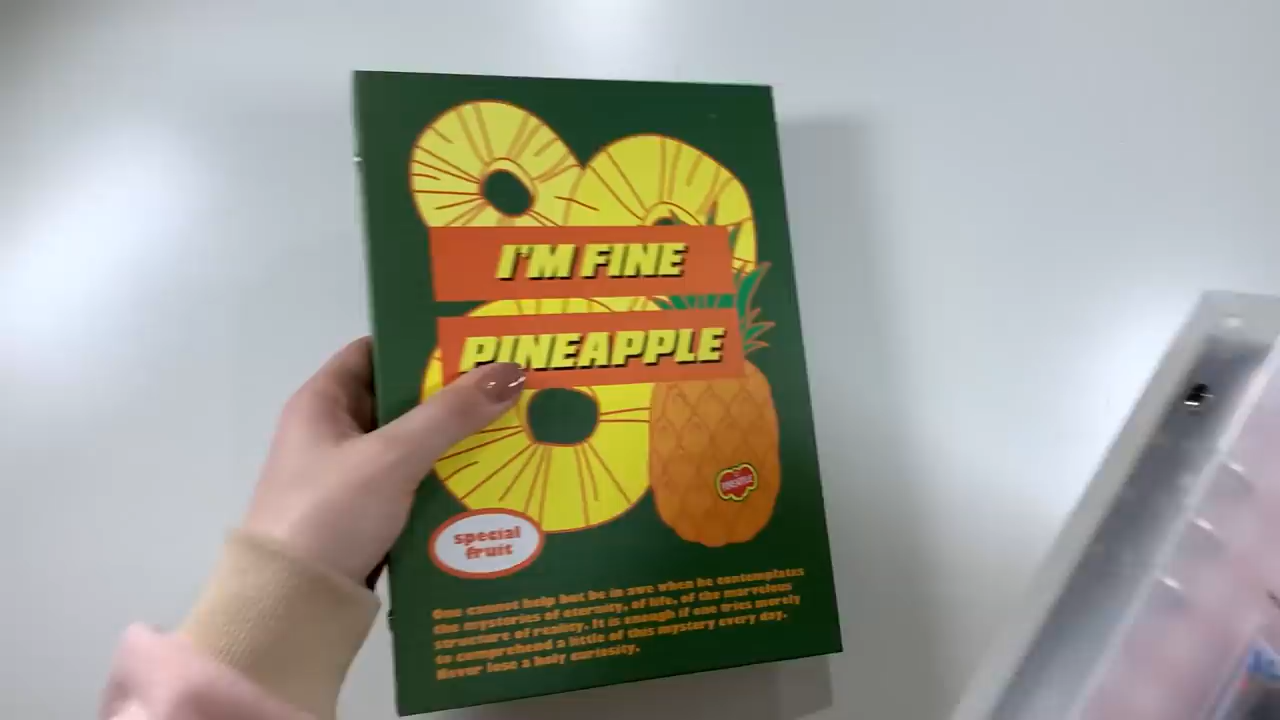 I'M FINE
PINEAPPLE
special
fruit
One cannot help but be in awe when he contemplates
the mysteries of eternity, of life, of the marvelous
structure of reality. It is enough if one tries merely
to comprehend a little of this mystery every day.
Never lose a holy curiosity.